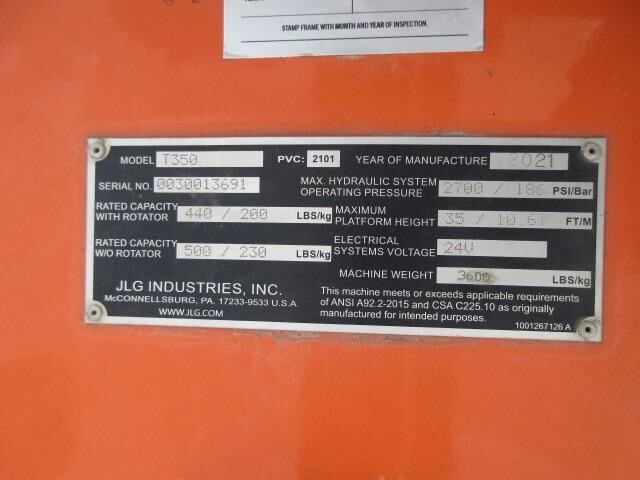 STAMP FRAME WITH MONTH AND YEAR OF INSPECTION.
MODEL T350 PVC: 2101 YEAR OF MANUFACTURE 2021
SERIAL NO. 0030013691
MAX. HYDRAULIC SYSTEM
OPERATING PRESSURE 2700 / 186 PSI/Bar
RATED CAPACITY
WITH ROTATOR 440 / 200 LBS/kg
MAXIMUM
PLATFORM HEIGHT 35 / 10.67 FT/M
RATED CAPACITY
W/O ROTATOR 500 / 230 LBS/kg
ELECTRICAL
SYSTEMS VOLTAGE 24V
MACHINE WEIGHT 3600 LBS/kg
JLG INDUSTRIES, INC.
McCONNELLSBURG, PA. 17233-9533 U.S.A.
WWW.JLG.COM
This machine meets or exceeds applicable requirements
of ANSI A92.2-2015 and CSA C225.10 as originally
manufactured for intended purposes.
1001267126 A